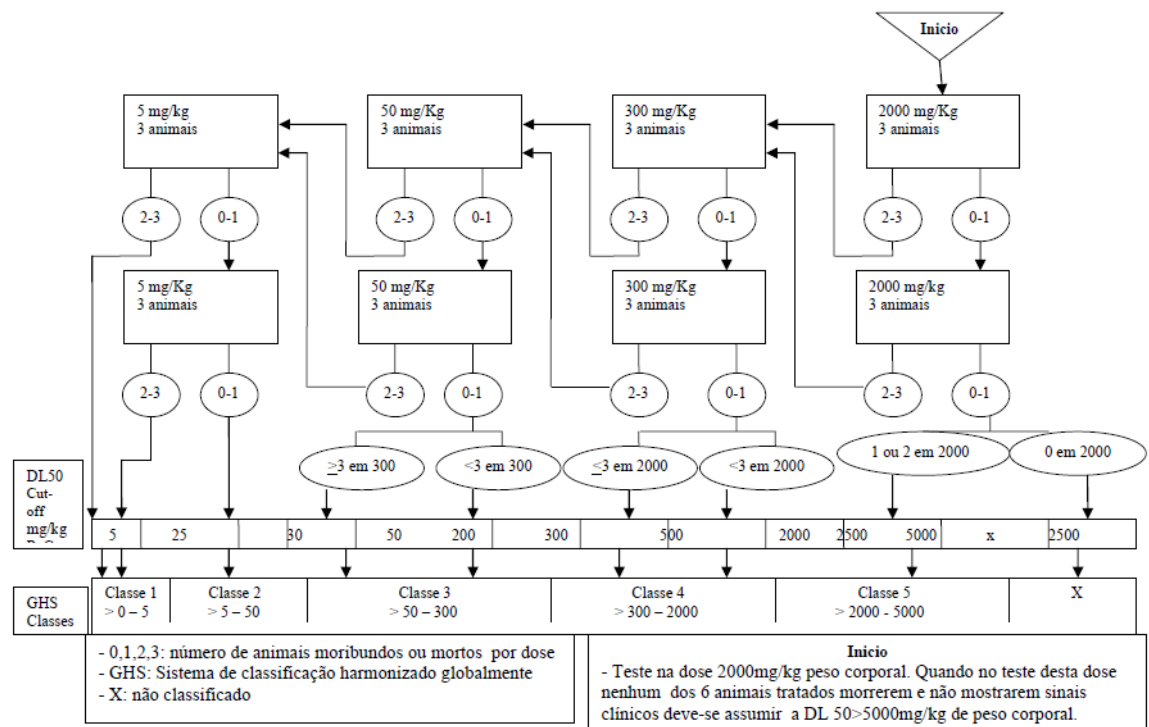 Inicio
5 mg/kg
3 animais
50 mg/Kg
3 animais
300 mg/Kg
3 animais
2000 mg/Kg
3 animais
2-3
0-1
2-3
0-1
2-3
0-1
2-3
0-1
5 mg/Kg
3 animais
50 mg/Kg
3 animais
300 mg/Kg
3 animais
2000 mg/kg
3 animais
2-3
0-1
2-3
0-1
2-3
0-1
2-3
0-1
≥3 em 300
<3 em 300
≤3 em 2000
<3 em 2000
1 ou 2 em 2000
0 em 2000
DL50
Cut-
off
mg/kg
5 25 30 50 200 300 500 2000 2500 5000 x 2500
GHS
Classes
Classe 1
> 0 – 5
Classe 2
> 5 – 50
Classe 3
> 50 – 300
Classe 4
> 300 – 2000
Classe 5
> 2000 - 5000
X
- 0,1,2,3: número de animais moribundos ou mortos por dose
- GHS: Sistema de classificação harmonizado globalmente
- X: não classificado
Inicio
- Teste na dose 2000mg/kg peso corporal. Quando no teste desta dose
nenhum dos 6 animais tratados morrerem e não mostrarem sinais
clínicos deve-se assumir a DL 50>5000mg/kg de peso corporal.